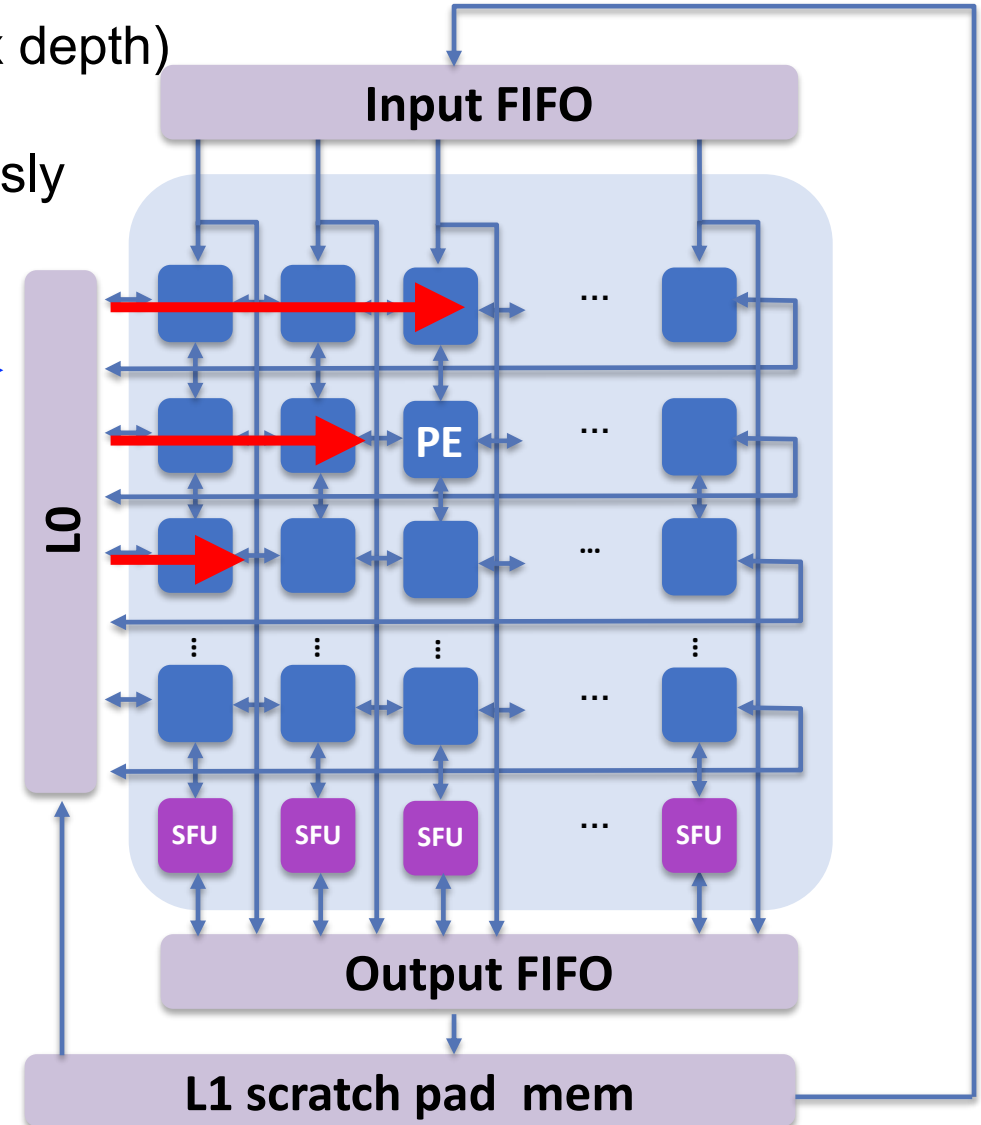 x depth)
Input FIFO
sly
...
PE
...
L0
...
...
...
...
...
...
...
SFU
SFU
SFU
...
SFU
Output FIFO
L1 scratch pad mem